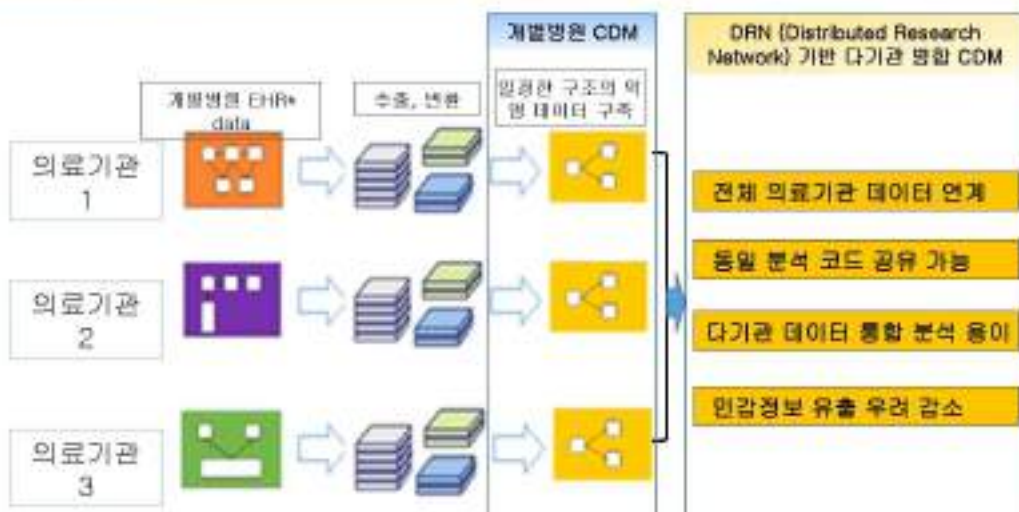 개별병원 CDM
DRN (Distributed Research
Network) 기반 다기관 병합 CDM
개별병원 EHR*
data
추출, 변환
일정한 구조의 익
명 데이터 구축
의료기관
1
의료기관
2
의료기관
3
전체 의료기관 데이터 연계
동일 분석 코드 공유 가능
다기관 데이터 통합 분석 용이
민감정보 유출 우려 감소